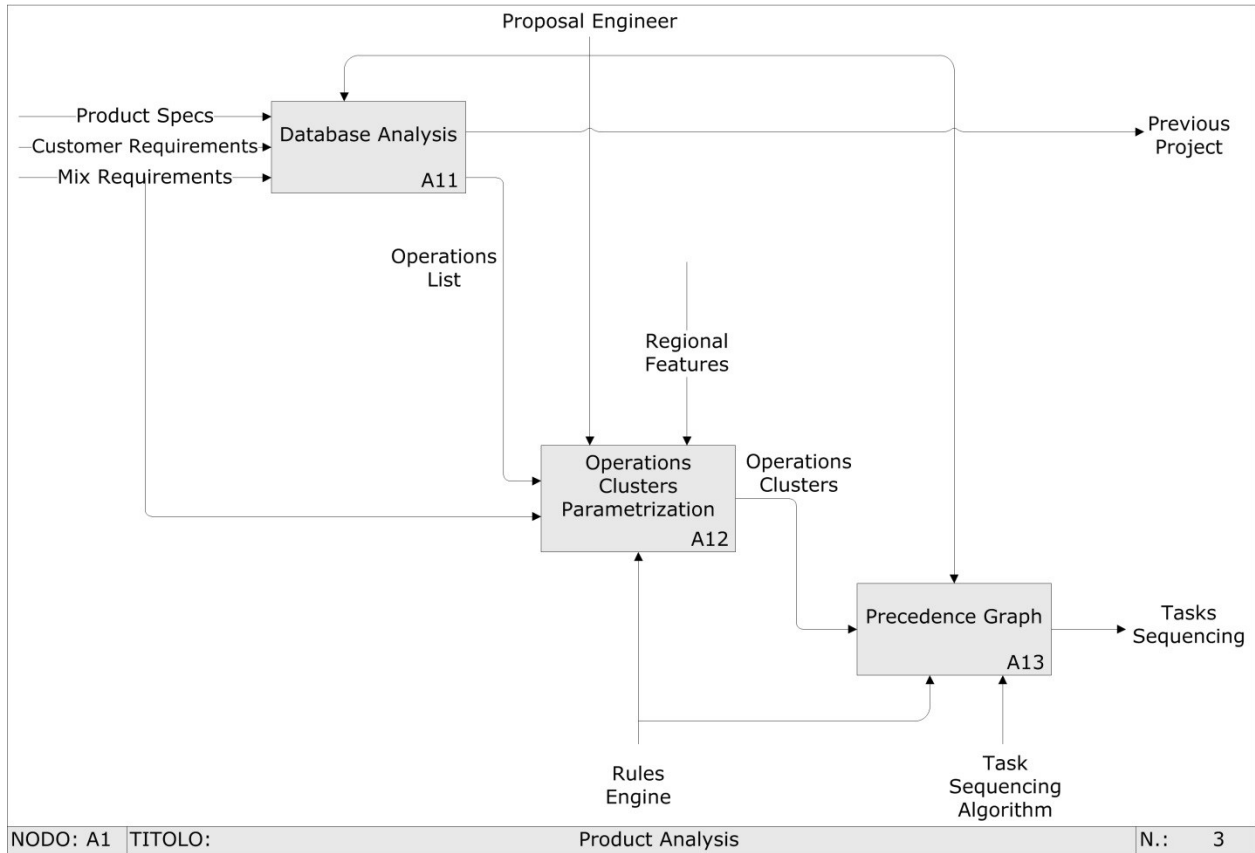 Proposal Engineer
Product Specs
Customer Requirements
Mix Requirements
Database Analysis
A11
Previous
Project
Operations
List
Regional
Features
Operations
Clusters
Parametrization
A12
Operations
Clusters
Precedence Graph
A13
Tasks
Sequencing
Rules
Engine
Task
Sequencing
Algorithm
NODO: A1 TITOLO: Product Analysis N.: 3